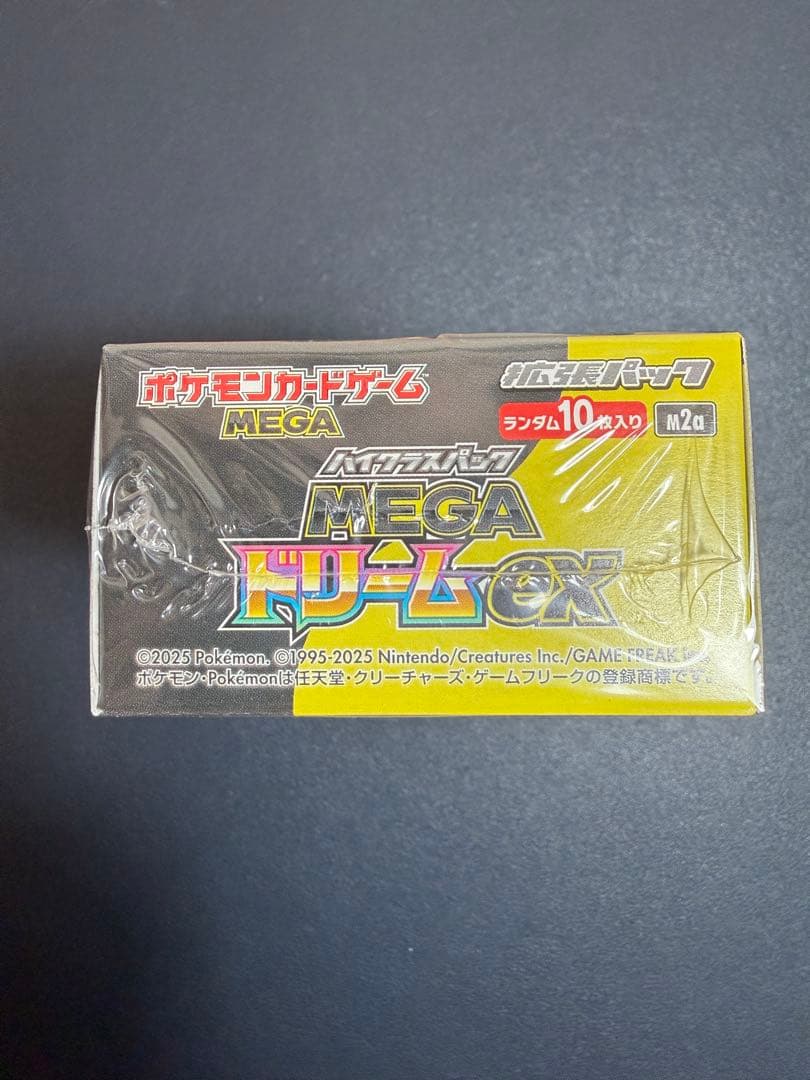 ポケモンカードゲーム™
MEGA
拡張パック
ランダム10枚入り
M2a
ハイクラスパック
MEGA
ドリームex
©2025 Pokémon. ©1995-2025 Nintendo/Creatures Inc./GAME FREAK inc.
ポケモン・Pokémonは任天堂・クリーチャーズ・ゲームフリークの登録商標です。